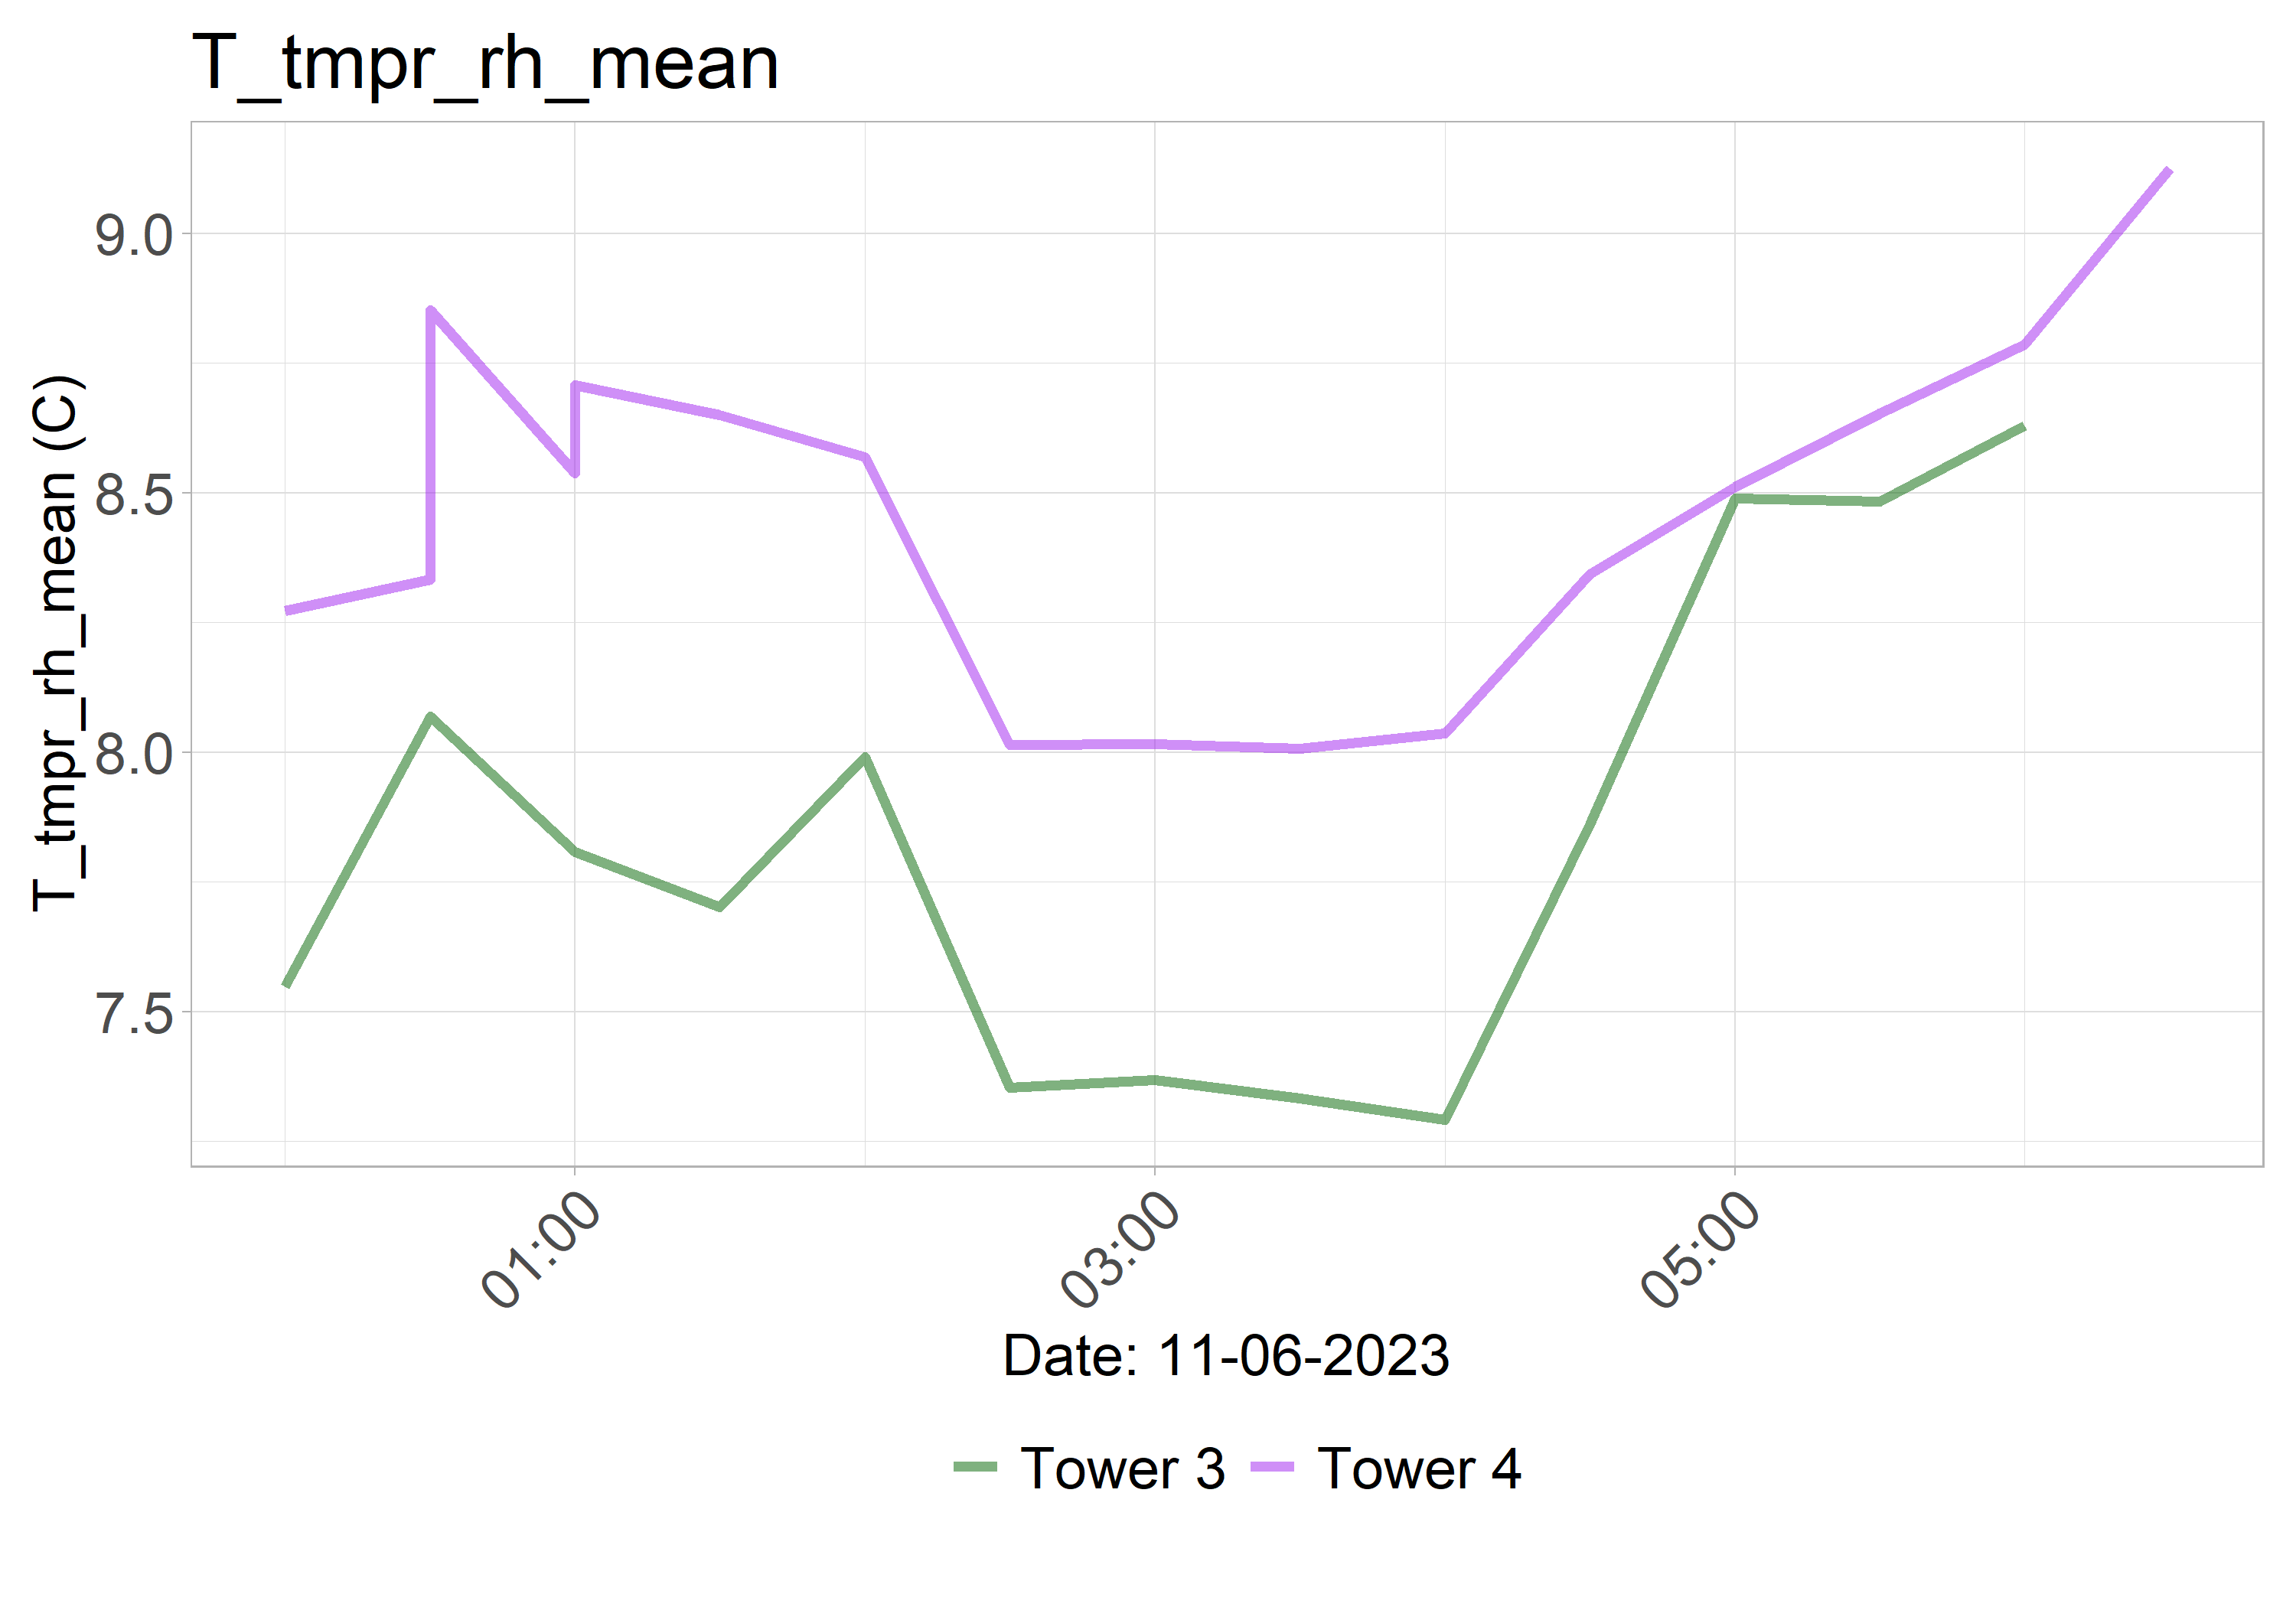 T_tmpr_rh_mean
T_tmpr_rh_mean (C)
9.0
8.5
8.0
7.5
01:00
03:00
05:00
Date: 11-06-2023
Tower 3
Tower 4